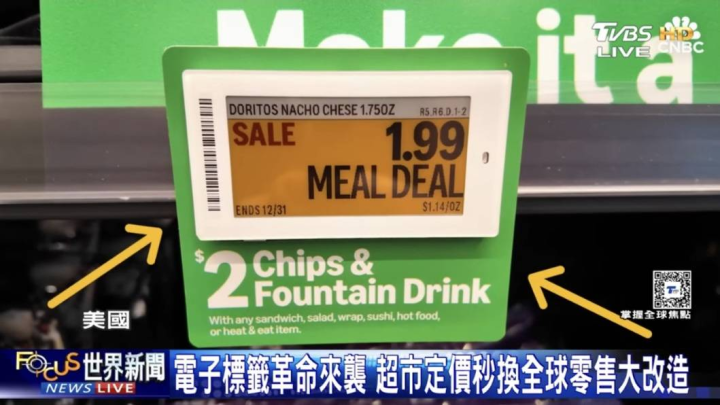 Make it a
TVBS HD
LIVE
CNBC
DORITOS NACHO CHESE 1.75OZ R5,R6,D,1-2
SALE 1.99
MEAL DEAL
ENDS 12/31 $1.14/OZ
$2 Chips &
Fountain Drink
With any sandwich, salad, wrap, sushi, hot food,
or heat & eat item.
美國
掌握全球焦點
FOCUS 世界新聞
NEWS LIVE
電子標籤革命來襲 超市定價秒換全球零售大改造